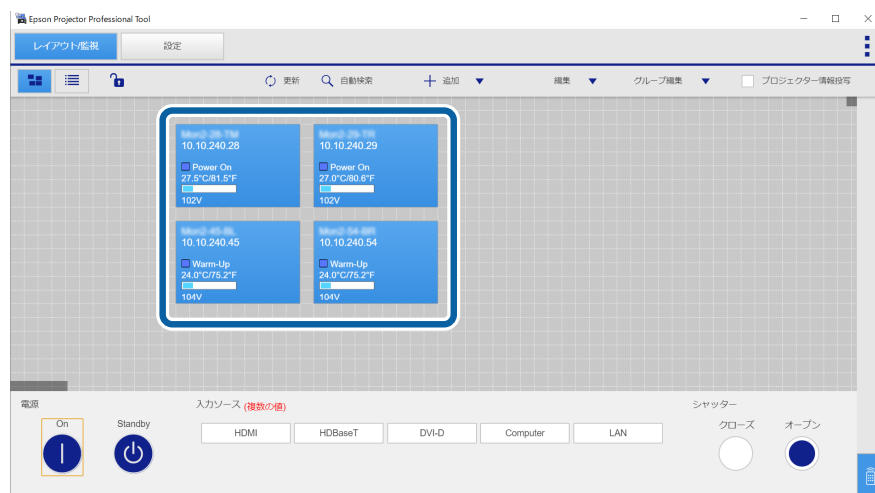 Epson Projector Professional Tool
レイアウト/監視
設定
更新
自動検索
追加
編集
グループ編集
プロジェクター情報投写
10.10.240.28
Power On
27.5°C/81.5°F
102V
10.10.240.29
Power On
27.0°C/80.6°F
102V
10.10.240.45
Warm-Up
24.0°C/75.2°F
104V
10.10.240.54
Warm-Up
24.0°C/75.2°F
104V
電源
On
Standby
入力ソース (複数の値)
HDMI
HDBaseT
DVI-D
Computer
LAN
シャッター
クローズ
オープン